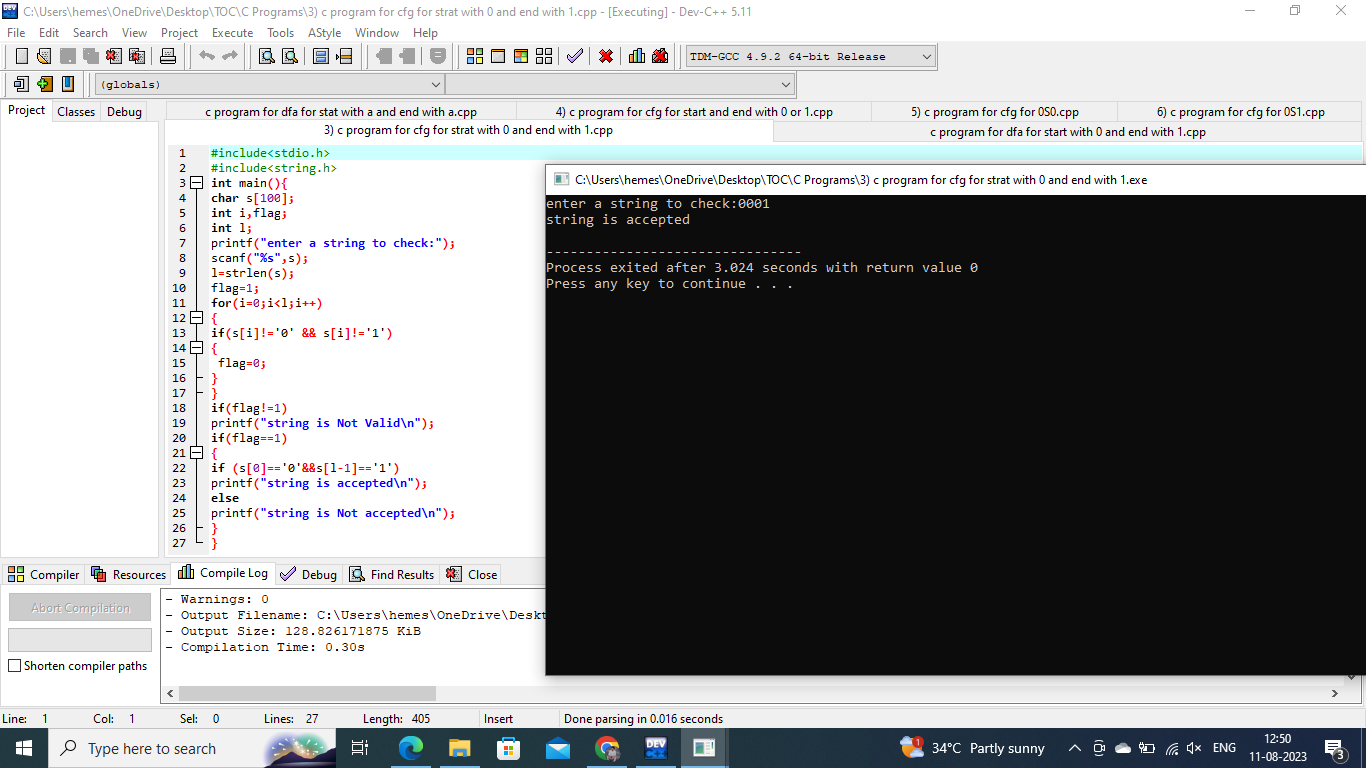 C:\Users\hemes\OneDrive\Desktop\TOC\C Programs\3) c program for cfg for strat with 0 and end with 1.cpp - [Executing] - Dev-C++ 5.11
File Edit Search View Project Execute Tools AStyle Window Help
TDM-GCC 4.9.2 64-bit Release
(globals)
Project Classes Debug
c program for dfa for stat with a and end with a.cpp 4) c program for cfg for start and end with 0 or 1.cpp 5) c program for cfg for 0S0.cpp 6) c program for cfg for 0S1.cpp
3) c program for cfg for strat with 0 and end with 1.cpp c program for dfa for start with 0 and end with 1.cpp
1 #include<stdio.h>
2 #include<string.h>
3 int main(){
4 char s[100];
5 int i,flag;
6 int l;
7 printf("enter a string to check:");
8 scanf("%s",s);
9 l=strlen(s);
10 flag=1;
11 for(i=0;i<l;i++)
12 {
13 if(s[i]!='0' && s[i]!='1')
14 {
15 flag=0;
16 }
17 }
18 if(flag!=1)
19 printf("string is Not Valid\n");
20 if(flag==1)
21 {
22 if (s[0]=='0'&&s[l-1]=='1')
23 printf("string is accepted\n");
24 else
25 printf("string is Not accepted\n");
26 }
27 }
C:\Users\hemes\OneDrive\Desktop\TOC\C Programs\3) c program for cfg for strat with 0 and end with 1.exe
enter a string to check:0001
string is accepted
--------------------------------
Process exited after 3.024 seconds with return value 0
Press any key to continue . . .
Compiler Resources Compile Log Debug Find Results Close
Abort Compilation
Shorten compiler paths
- Warnings: 0
- Output Filename: C:\Users\hemes\OneDrive\Deskt
- Output Size: 128.826171875 KiB
- Compilation Time: 0.30s
Line: 1 Col: 1 Sel: 0 Lines: 27 Length: 405 Insert Done parsing in 0.016 seconds
DEV
Type here to search
DEV
1
34°C Partly sunny
ENG
12:50
11-08-2023
3